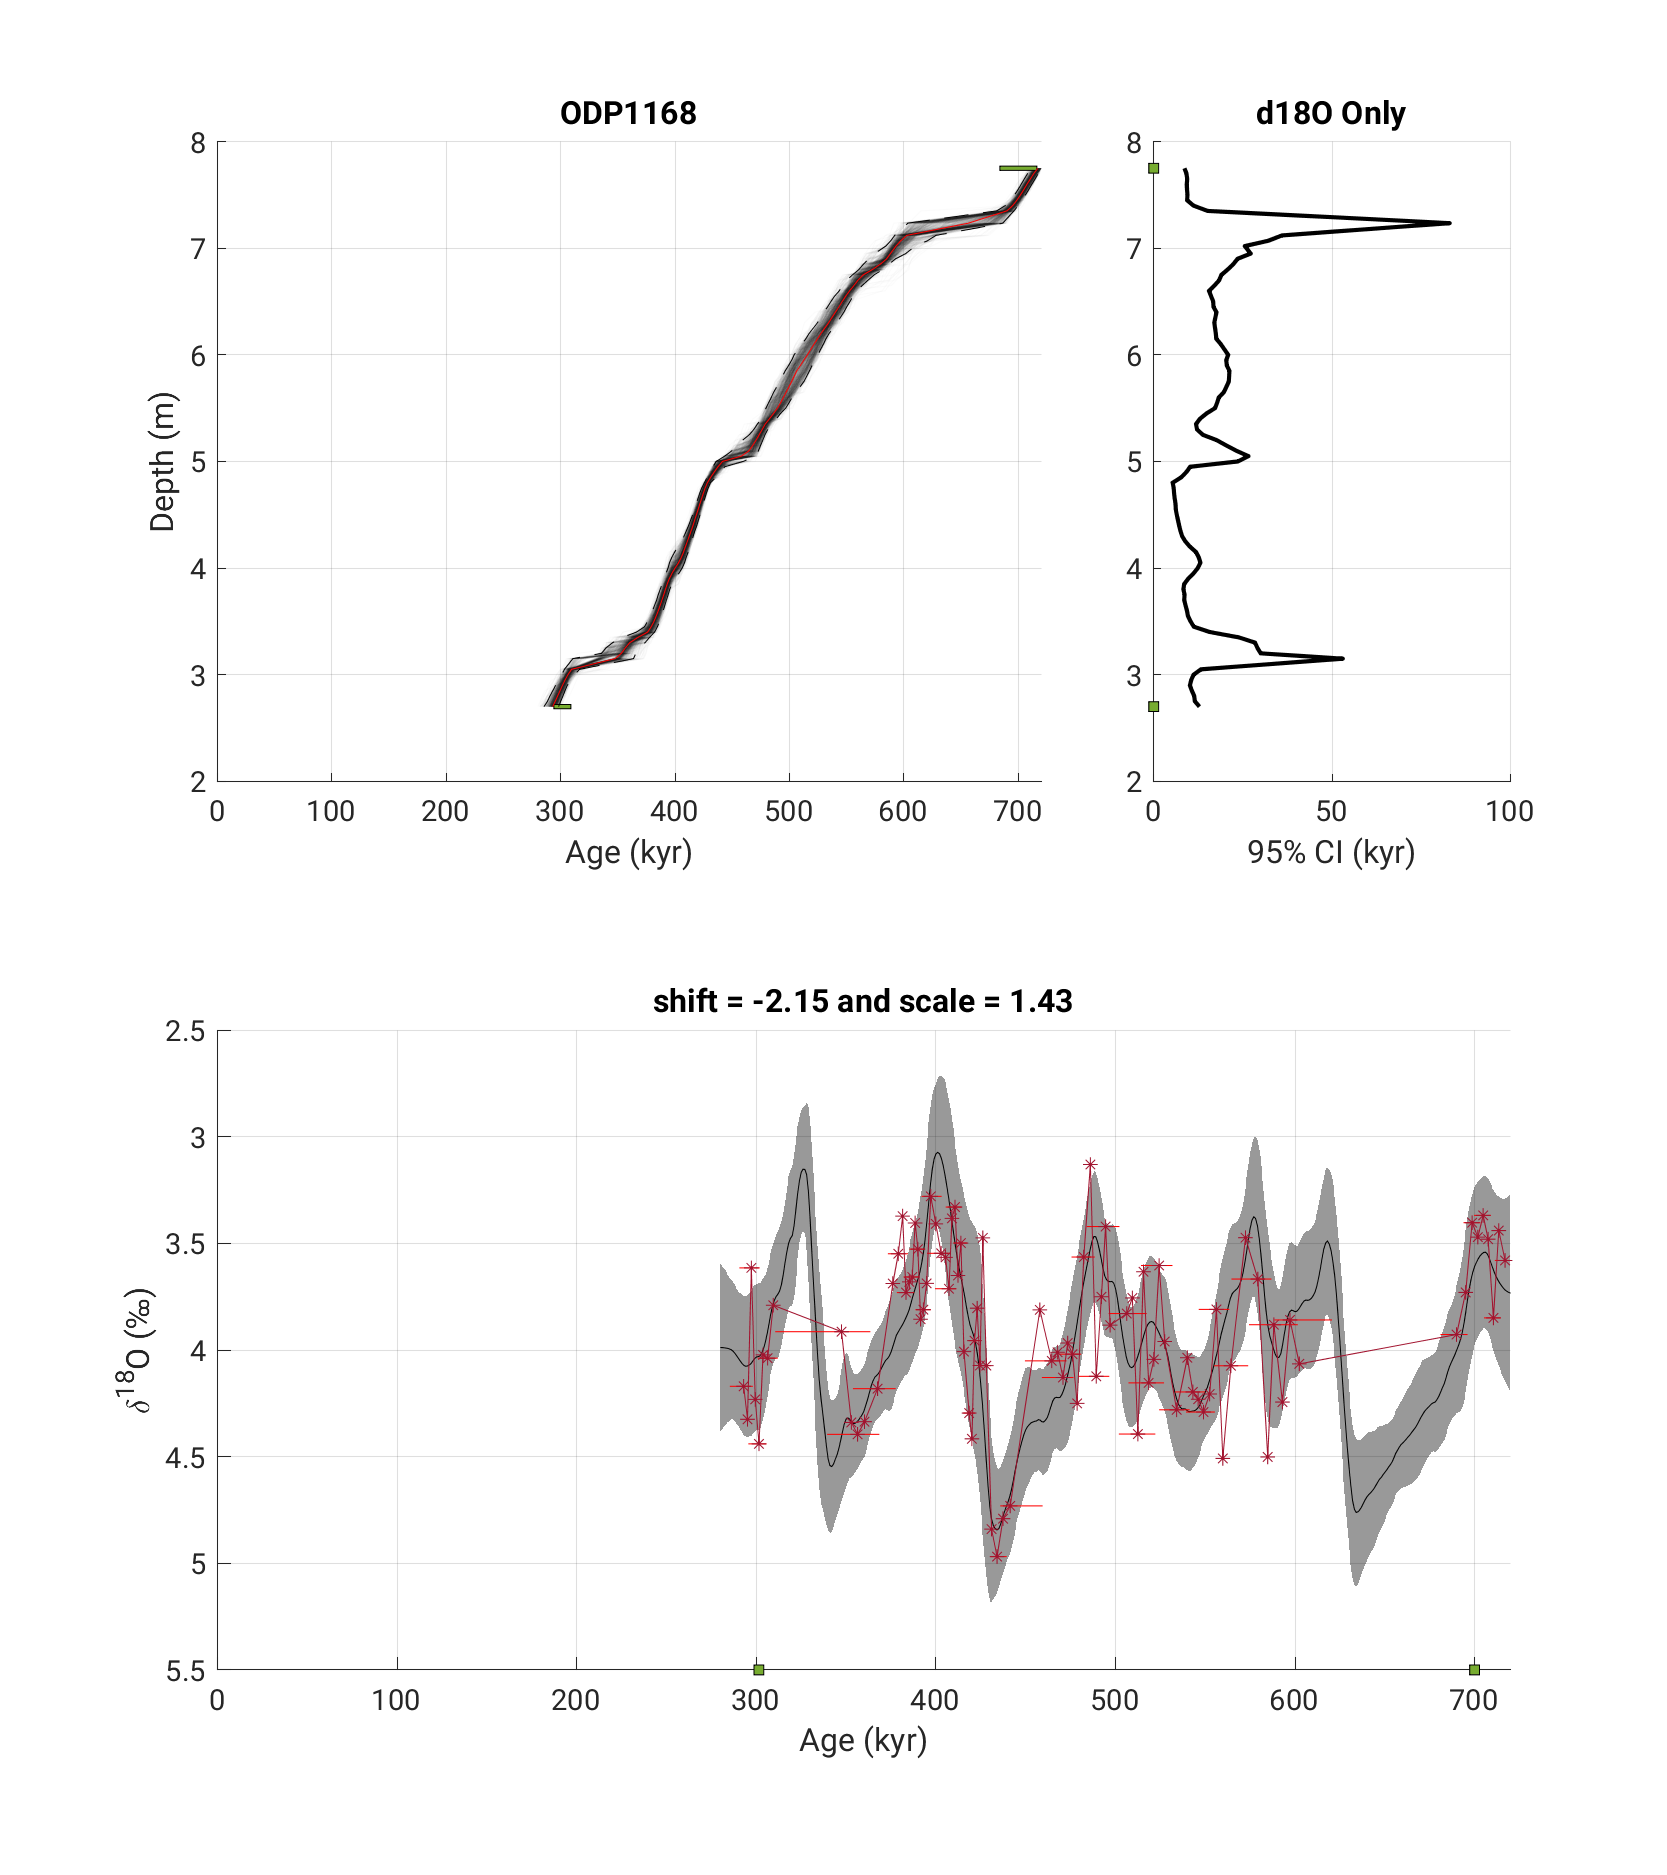 ODP1168
8
7
6
5
4
3
2
0 100 200 300 400 500 600 700
Depth (m)
Age (kyr)
d18O Only
8
7
6
5
4
3
2
0 50 100
95% CI (kyr)
shift = -2.15 and scale = 1.43
2.5
3
3.5
4
4.5
5
5.5
0 100 200 300 400 500 600 700
δ18O (‰)
Age (kyr)